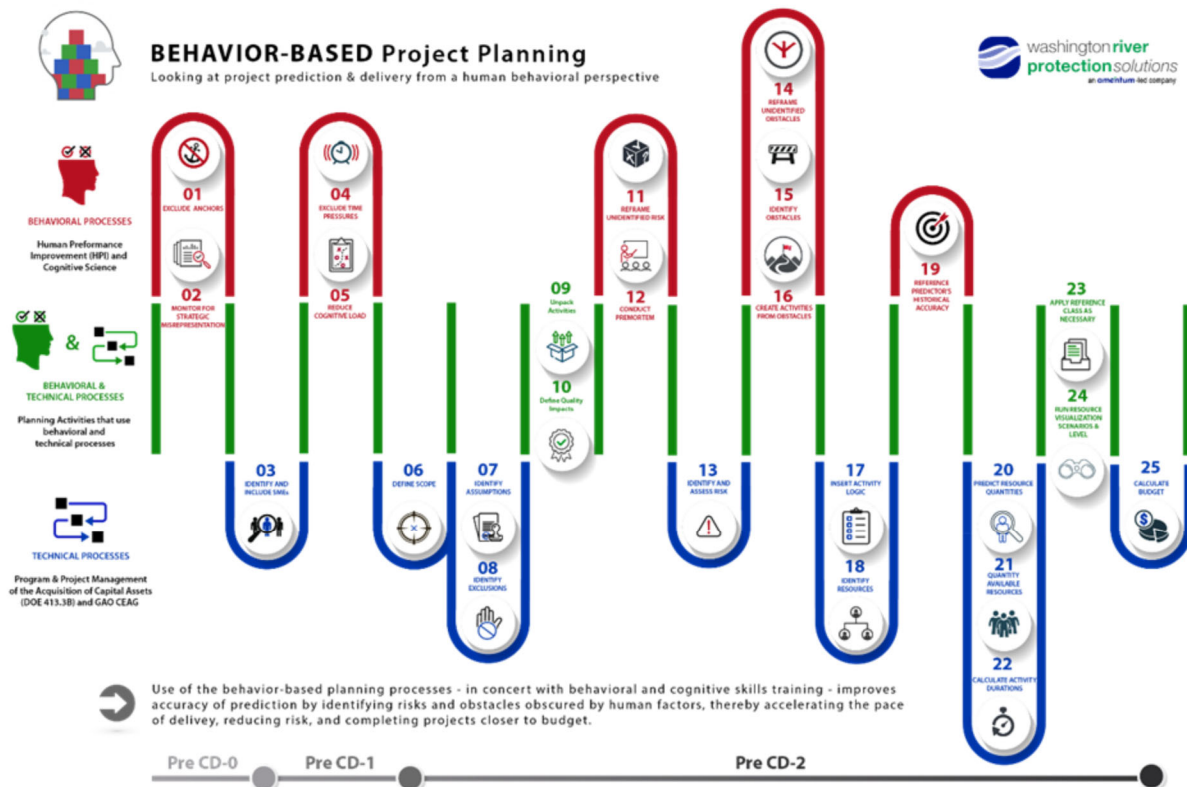 BEHAVIOR-BASED Project Planning
Looking at project prediction & delivery from a human behavioral perspective
washington river
protection solutions
an amentum-led company
BEHAVIORAL PROCESSES
Human Preformance
Improvement (HPI) and
Cognitive Science
&
BEHAVIORAL &
TECHNICAL PROCESSES
Planning Activities that use
behavioral and
technical processes
TECHNICAL PROCESSES
Program & Project Management
of the Acquisition of Capital Assets
(DOE 413.3B) and GAO CEAG
01
EXCLUDE ANCHORS
02
MONITOR FOR
STRATEGIC
MISREPRESENTATION
03
IDENTIFY AND
INCLUDE SMEs
04
EXCLUDE TIME
PRESSURES
05
REDUCE
COGNITIVE LOAD
06
DEFINE SCOPE
07
IDENTIFY
ASSUMPTIONS
08
IDENTIFY
EXCLUSIONS
09
Unpack
Activities
10
Define Quality
Impacts
11
REFRAME
UNIDENTIFIED RISK
12
CONDUCT
PREMORTEM
13
IDENTIFY AND
ASSESS RISK
14
REFRAME
UNIDENTIFIED
OBSTACLES
15
IDENTIFY
OBSTACLES
16
CREATE ACTIVITIES
FROM OBSTACLES
17
INSERT ACTIVITY
LOGIC
18
IDENTIFY
RESOURCES
19
REFERENCE
PREDICTOR'S
HISTORICAL
ACCURACY
20
PREDICT RESOURCE
QUANTITIES
21
QUANTITY
AVAILABLE
RESOURCES
22
CALCULATE ACTIVITY
DURATIONS
23
APPLY REFERENCE
CLASS AS
NECESSARY
24
RUN RESOURCE
VISUALIZATION
SCENARIOS &
LEVEL
25
CALCULATE
BUDGET
$
Use of the behavior-based planning processes - in concert with behavioral and cognitive skills training - improves
accuracy of prediction by identifying risks and obstacles obscured by human factors, thereby accelerating the pace
of delivey, reducing risk, and completing projects closer to budget.
Pre CD-0
Pre CD-1
Pre CD-2